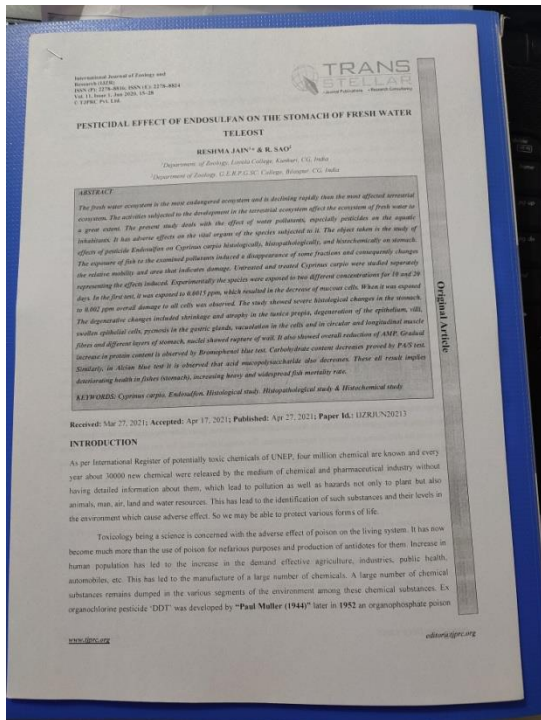 TRANS
STELLAR
•Journal Publications • Research Consultancy
International Journal of Zoology and
Research (IJZR)
ISSN (P): 2278–8816; ISSN (E): 2278–8824
Vol. 11, Issue 1, Jun 2020, 15–28
© TJPRC Pvt. Ltd.
PESTICIDAL EFFECT OF ENDOSULFAN ON THE STOMACH OF FRESH WATER
TELEOST
RESHMA JAIN¹* & R. SAO²
¹Department of Zoology, Loyola College, Kunkuri, CG, India
²Department of Zoology, G.E.R.P.G SC. College, Bilaspur, CG, India
ABSTRACT
The fresh water ecosystem is the most endangered ecosystem and is declining rapidly than the most affected terrestrial
ecosystem. The activities subjected to the development in the terrestrial ecosystem affect the ecosystem of fresh water to
a great extent. The present study deals with the effect of water pollutants, especially pesticides on the aquatic
inhabitants. It has adverse effects on the vital organs of the species subjected to it. The object taken is the study of
effects of pesticide Endosulfan on Cyprinus carpio histologically, histopathologically, and histochemically on stomach.
The exposure of fish to the examined pollutants induced a disappearance of some fractions and consequently changes
the relative mobility and area that indicates damage. Untreated and treated Cyprinus carpio were studied separately
representing the effects induced. Experimentally the species were exposed to two different concentrations for 10 and 20
days. In the first test, it was exposed to 0.0015 ppm, which resulted in the decrease of mucosan cells. When it was exposed
to 0.002 ppm overall damage to all cells was observed. The study showed severe histological changes in the stomach.
The degenerative changes included shrinkage and atrophy in the tunica propia, degeneration of the epithelium, villi,
swollen epithelial cells, pycnosis in the gastric glands, vacuolation in the cells and in circular and longitudinal muscle
fibres and different layers of stomach, nuclei showed rupture of wall. It also showed overall reduction of AMP. Gradual
increase in protein content is observed by Bromophenol blue test. Carbohydrate content decreases proved by PA/S test.
Similarly, in Alcian blue test it is observed that acid mucopolysaccharide also decreases. These all result implies
deteriorating health in fishes (stomach), increasing heavy and widespread fish mortality rate.
KEYWORDS: Cyprinus carpio, Endosulfan, Histological study, Histopathological study & Histochemical study
Original Article
Received: Mar 27, 2021; Accepted: Apr 17, 2021; Published: Apr 27, 2021; Paper Id.: IJZRJUN20213
INTRODUCTION
As per International Register of potentially toxic chemicals of UNEP, four million chemical are known and every
year about 30000 new chemical were released by the medium of chemical and pharmaceutical industry without
having detailed information about them, which lead to pollution as well as hazards not only to plant but also
animals, man, air, land and water resources. This has lead to the identification of such substances and their levels in
the environment which cause adverse effect. So we may be able to protect various forms of life.
Toxicology being a science is concerned with the adverse effect of poison on the living system. It has now
become much more than the use of poison for nefarious purposes and production of antidotes for them. Increase in
human population has led to the increase in the demand effective agriculture, industries, public health,
automobiles, etc. This has led to the manufacture of a large number of chemicals. A large number of chemical
substances remains dumped in the various segments of the environment among these chemical substances. Ex
organochlorine pesticide 'DDT' was developed by "Paul Muller (1944)" later in 1952 an organophosphate poison
www.tjprc.org
editor@tjprc.org